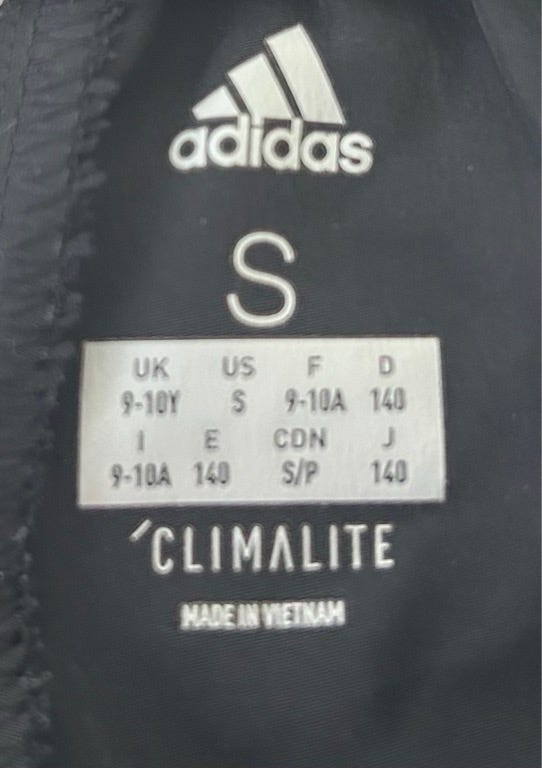 adidas
S
UK US F D
9-10Y S 9-10A 140
I E CDN J
9-10A 140 S/P 140
CLIMALITE
MADE IN VIETNAM